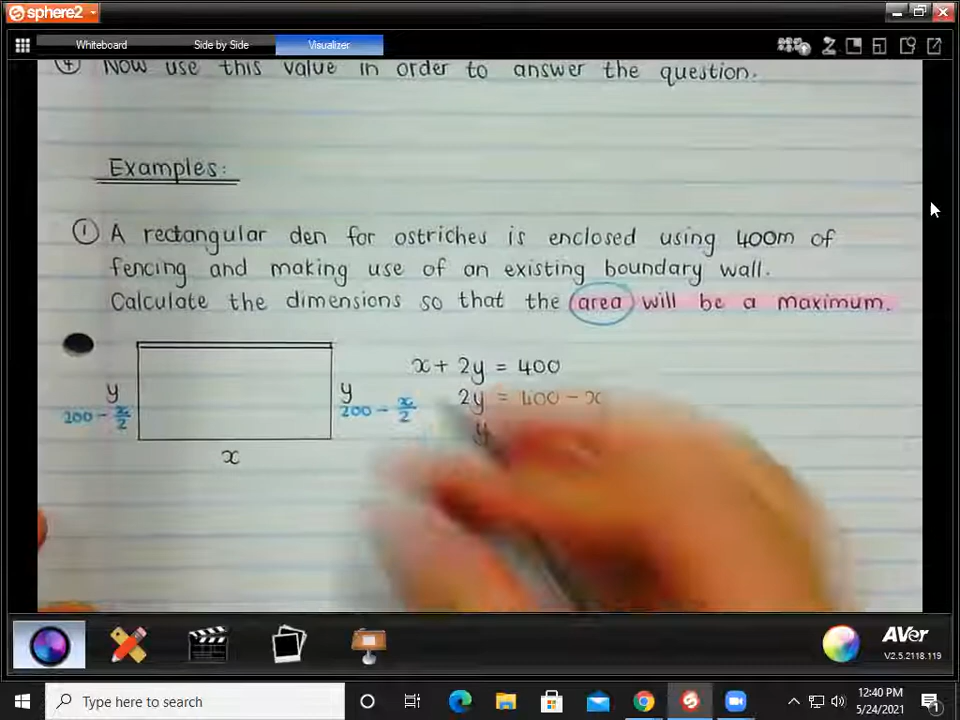 sphere2
Whiteboard
Side by Side
Visualizer
④ Now use this value in order to answer the question.
Examples:
① A rectangular den for ostriches is enclosed using 400m of
fencing and making use of an existing boundary wall.
Calculate the dimensions so that the area will be a maximum.
x + 2y = 400
y
y
2y = 400 - x
200 - x/2
200 - x/2
y
x
AVer
V2.5.2118.119
Type here to search
12:40 PM
5/24/2021
1